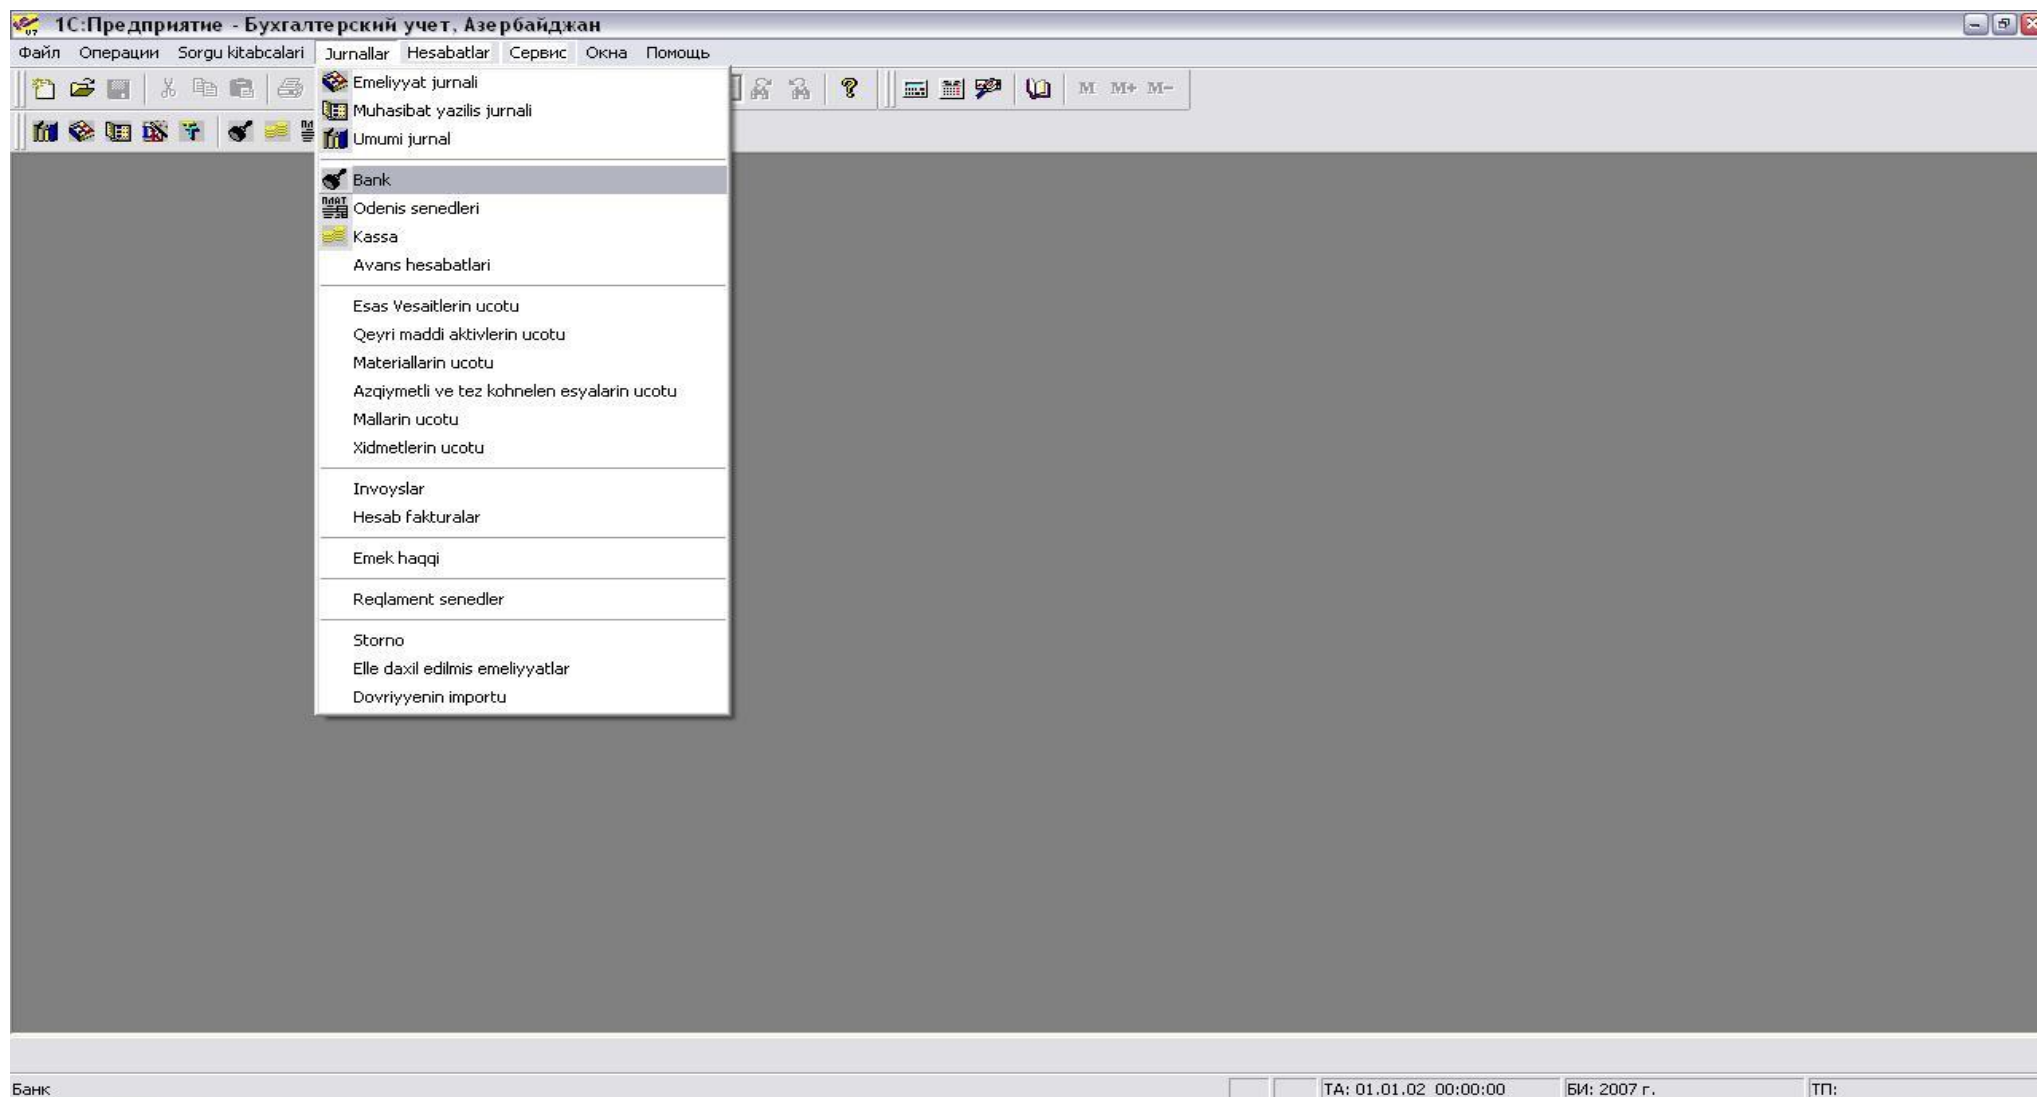 1С:Предприятие - Бухгалтерский учет, Азербайджан
Файл Операции Sorgu kitabcalari Jurnallar Hesabatlar Сервис Окна Помощь
M M+ M-
Emeliyyat jurnali
Muhasibat yazilis jurnali
Umumi jurnal
Bank
Odenis senedleri
Kassa
Avans hesabatlari
Esas Vesaitlerin ucotu
Qeyri maddi aktivlerin ucotu
Materiallarin ucotu
Azqiymetli ve tez kohnelen esyalarin ucotu
Mallarin ucotu
Xidmetlerin ucotu
Invoyslar
Hesab fakturalar
Emek haqqi
Reqlament senedler
Storno
Elle daxil edilmis emeliyyatlar
Dovriyyenin importu
Банк ТА: 01.01.02 00:00:00 БИ: 2007 г. ТП: